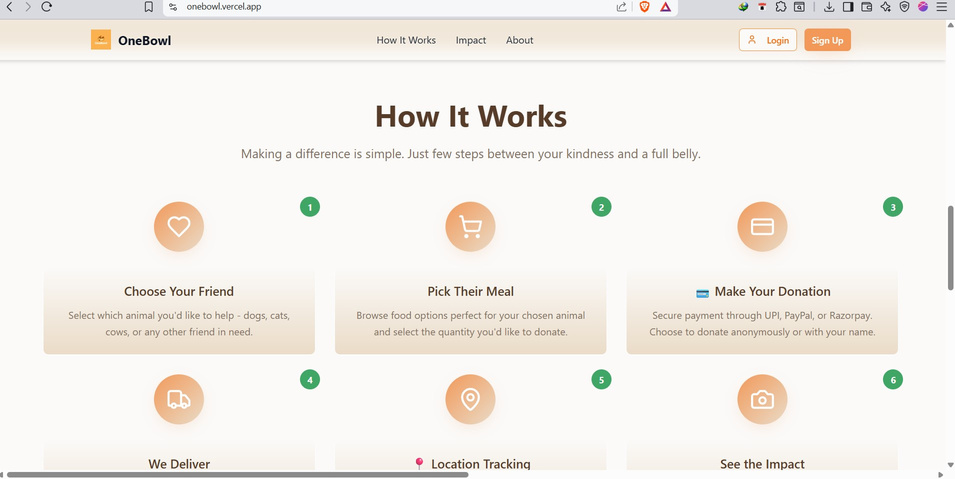 onebowl.vercel.app
OneBowl
How It Works
Impact
About
Login
Sign Up
How It Works
Making a difference is simple. Just few steps between your kindness and a full belly.
1
2
3
Choose Your Friend
Select which animal you'd like to help - dogs, cats,
cows, or any other friend in need.
Pick Their Meal
Browse food options perfect for your chosen animal
and select the quantity you'd like to donate.
Make Your Donation
Secure payment through UPI, PayPal, or Razorpay.
Choose to donate anonymously or with your name.
4
5
6
We Deliver
Location Tracking
See the Impact